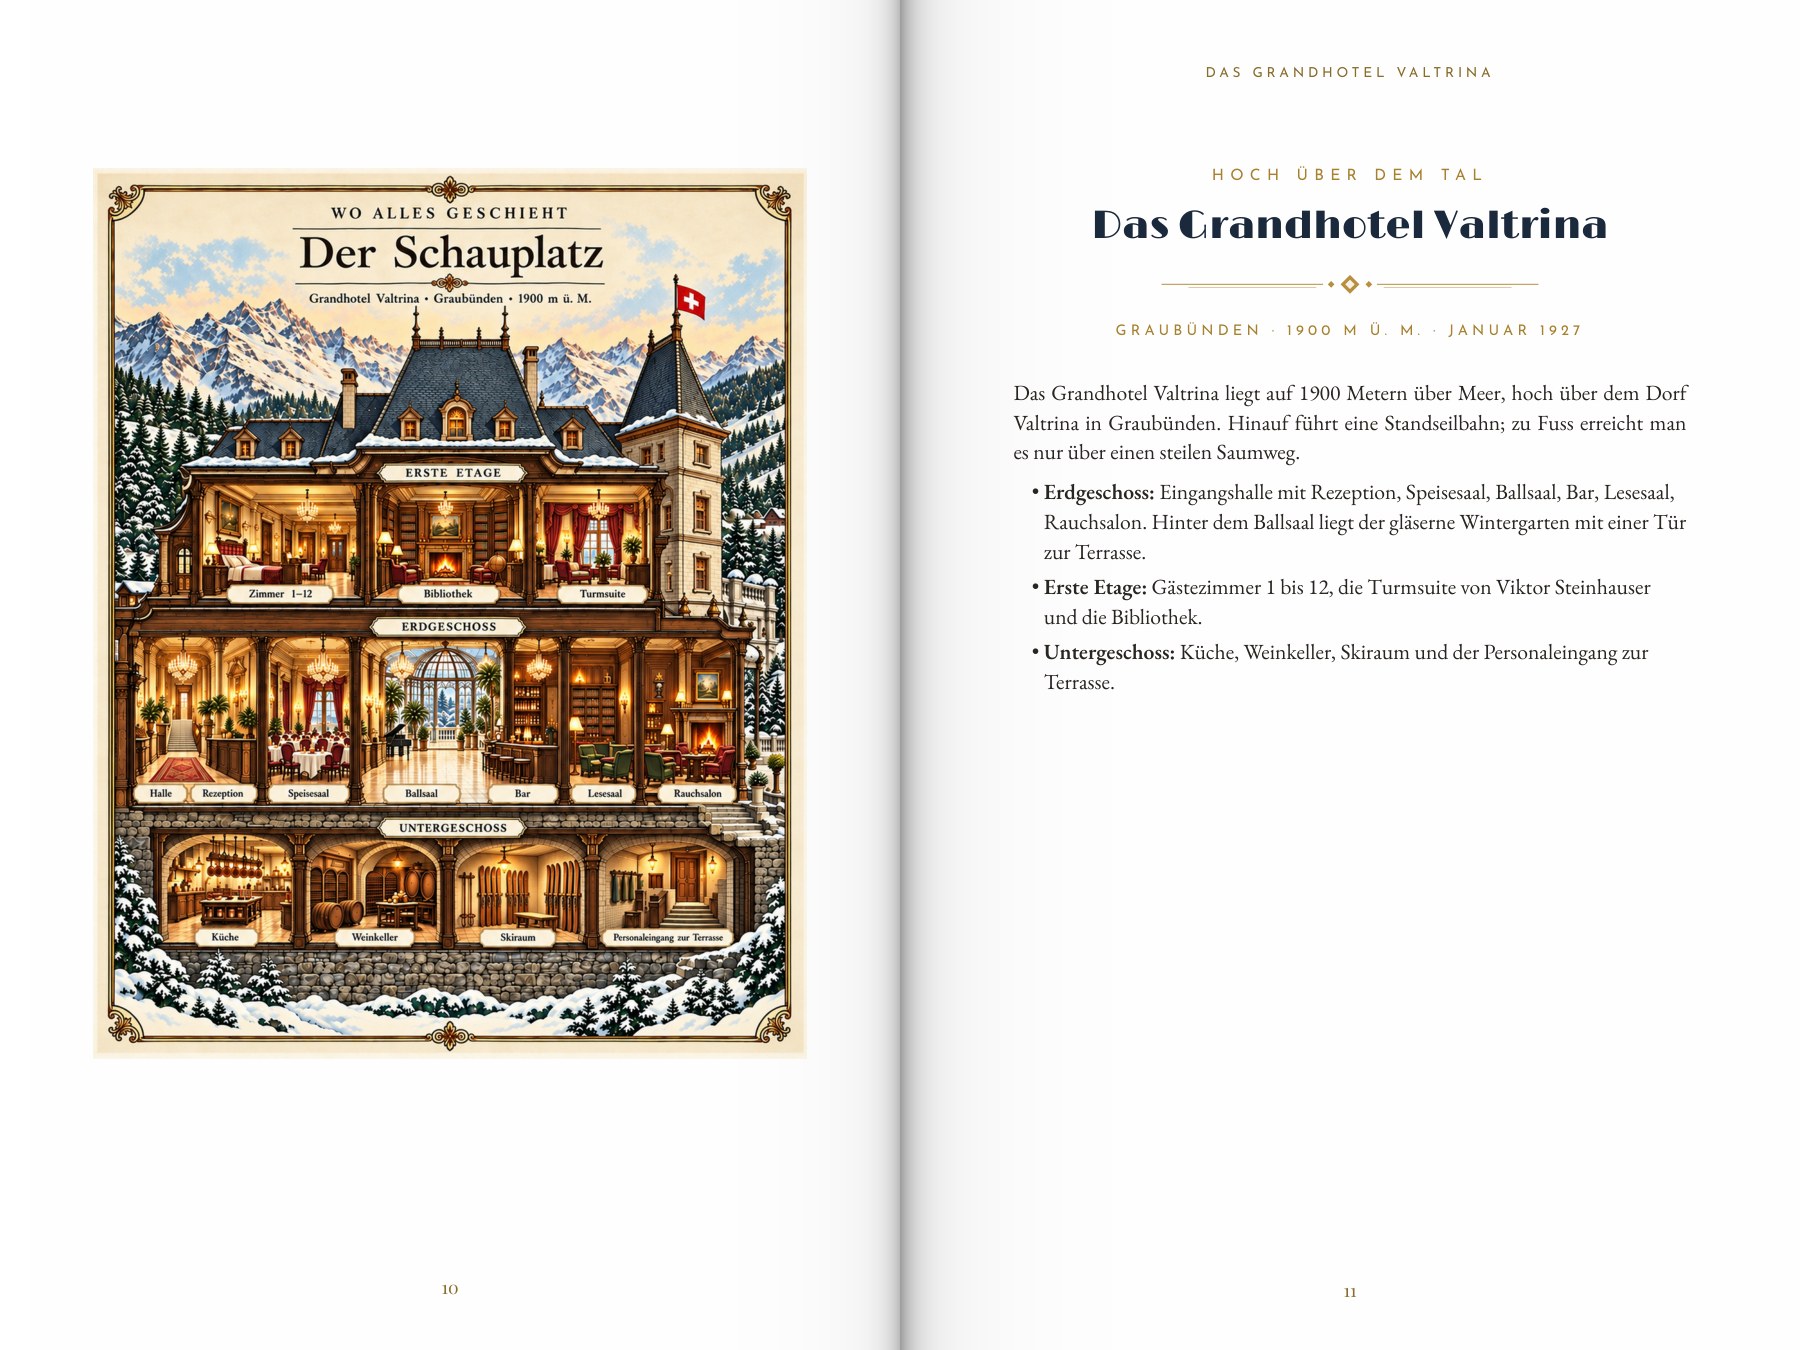 WO ALLES GESCHIEHT
Der Schauplatz
Grandhotel Valtrina • Graubünden • 1900 m ü. M.
ERSTE ETAGE
Zimmer 1–12
Bibliothek
Turmsuite
ERDGESCHOSS
Halle
Rezeption
Speisesaal
Ballsaal
Bar
Lesesaal
Rauchsalon
UNTERGESCHOSS
Küche
Weinkeller
Skiraum
Personaleingang zur Terrasse
10
DAS GRANDHOTEL VALTRINA
HOCH ÜBER DEM TAL
Das Grandhotel Valtrina
GRAUBÜNDEN · 1900 M Ü. M. · JANUAR 1927
Das Grandhotel Valtrina liegt auf 1900 Metern über Meer, hoch über dem Dorf
Valtrina in Graubünden. Hinauf führt eine Standseilbahn; zu Fuss erreicht man
es nur über einen steilen Saumweg.
• Erdgeschoss: Eingangshalle mit Rezeption, Speisesaal, Ballsaal, Bar, Lesesaal,
Rauchsalon. Hinter dem Ballsaal liegt der gläserne Wintergarten mit einer Tür
zur Terrasse.
• Erste Etage: Gästezimmer 1 bis 12, die Turmsuite von Viktor Steinhauser
und die Bibliothek.
• Untergeschoss: Küche, Weinkeller, Skiraum und der Personaleingang zur
Terrasse.
11